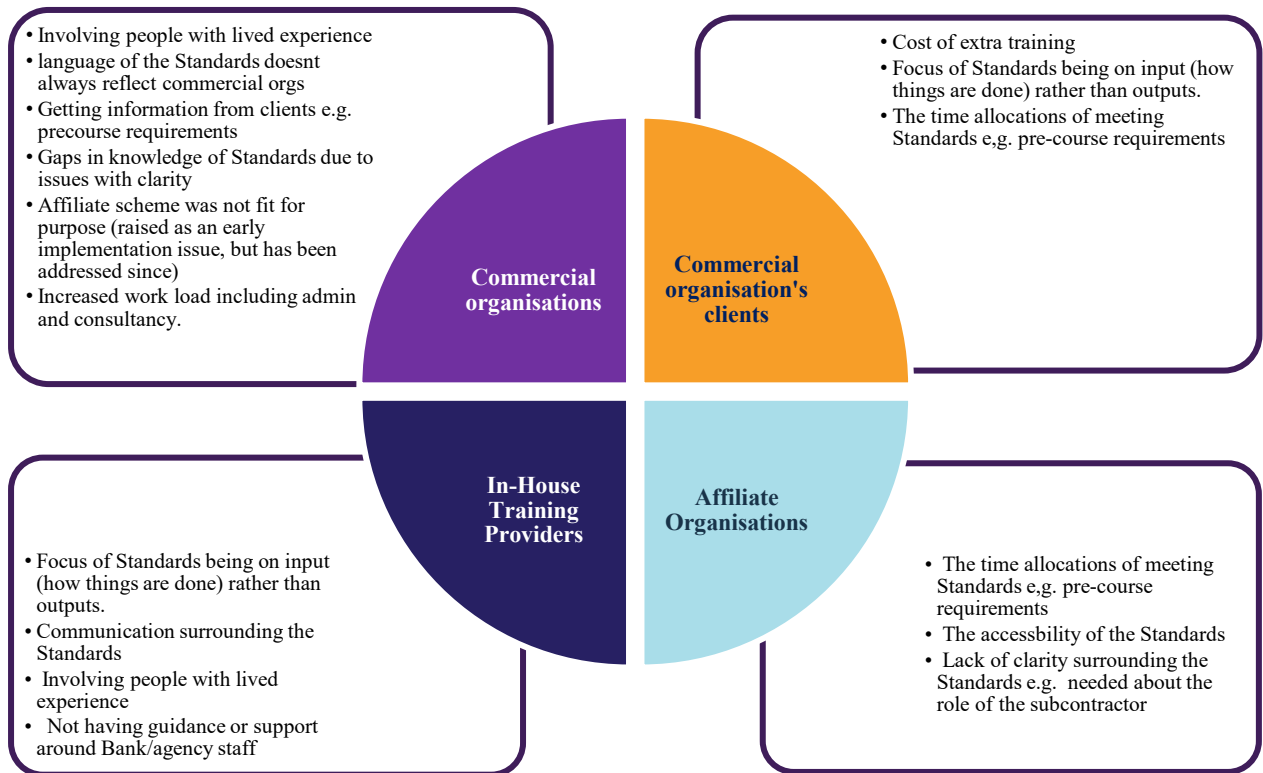 • Involving people with lived experience
• language of the Standards doesnt
always reflect commercial orgs
• Getting information from clients e.g.
precourse requirements
• Gaps in knowledge of Standards due to
issues with clarity
• Affiliate scheme was not fit for
purpose (raised as an early
implementation issue, but has been
addressed since)
• Increased work load including admin
and consultancy.
• Cost of extra training
• Focus of Standards being on input (how
things are done) rather than outputs.
• The time allocations of meeting
Standards e,g. pre-course requirements
Commercial
organisations
Commercial
organisation's
clients
In-House
Training
Providers
Affiliate
Organisations
• Focus of Standards being on input
(how things are done) rather than
outputs.
• Communication surrounding the
Standards
• Involving people with lived
experience
• Not having guidance or support
around Bank/agency staff
• The time allocations of meeting
Standards e,g. pre-course
requirements
• The accessbility of the Standards
• Lack of clarity surrounding the
Standards e.g. needed about the
role of the subcontractor